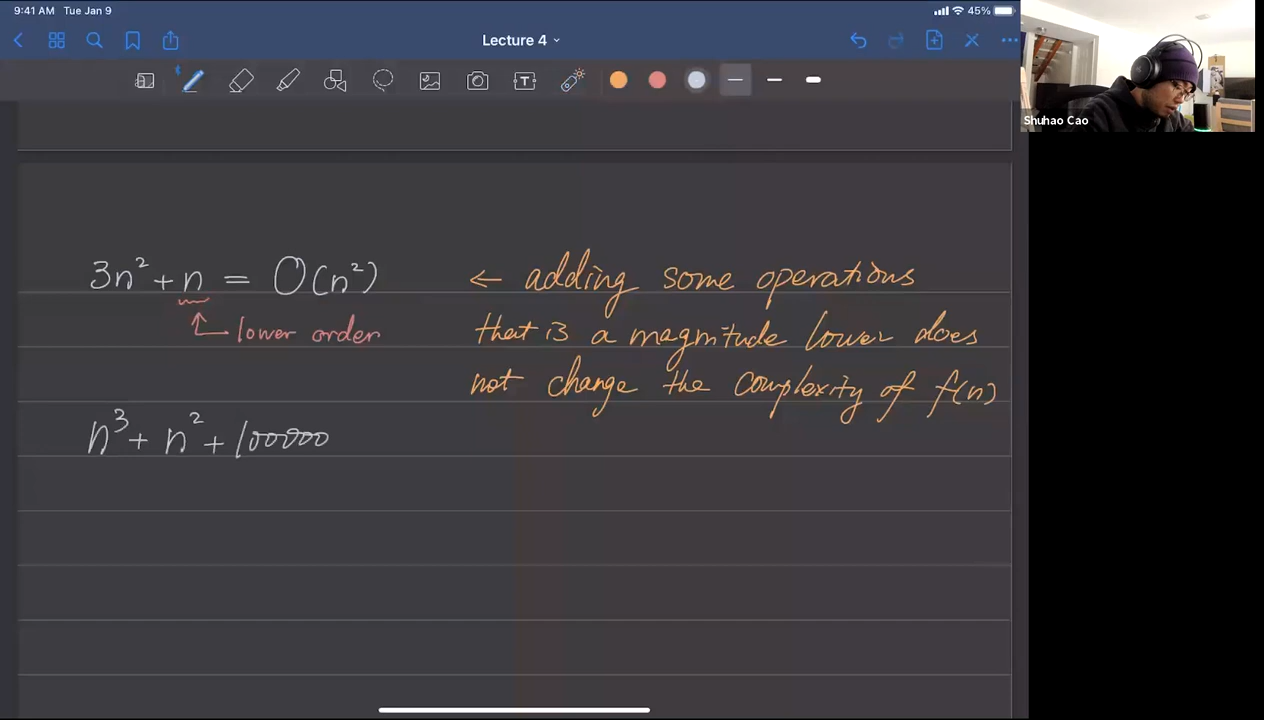 9:41 AM Tue Jan 9
45%
Lecture 4
Shuhao Cao
3n² + n = O(n²)
← adding some operations
that is a magnitude lower does
not change the complexity of f(n)
lower order
n³ + n² + 100000